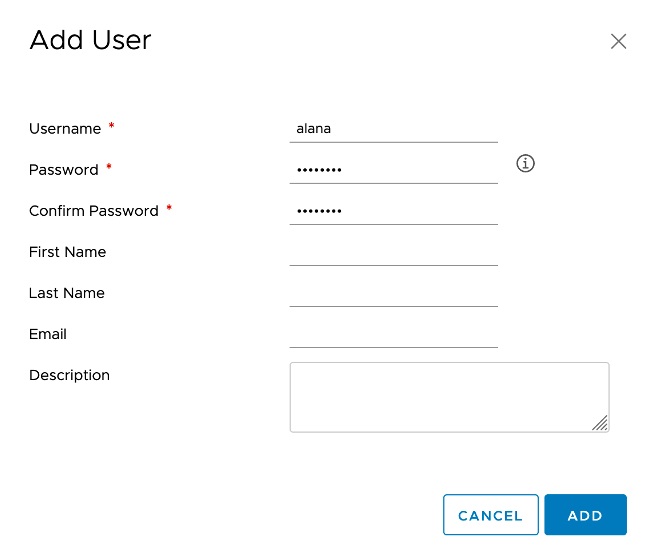 Add User
Username *
alana
Password *
••••••••
Confirm Password *
••••••••
First Name
Last Name
Email
Description
CANCEL
ADD